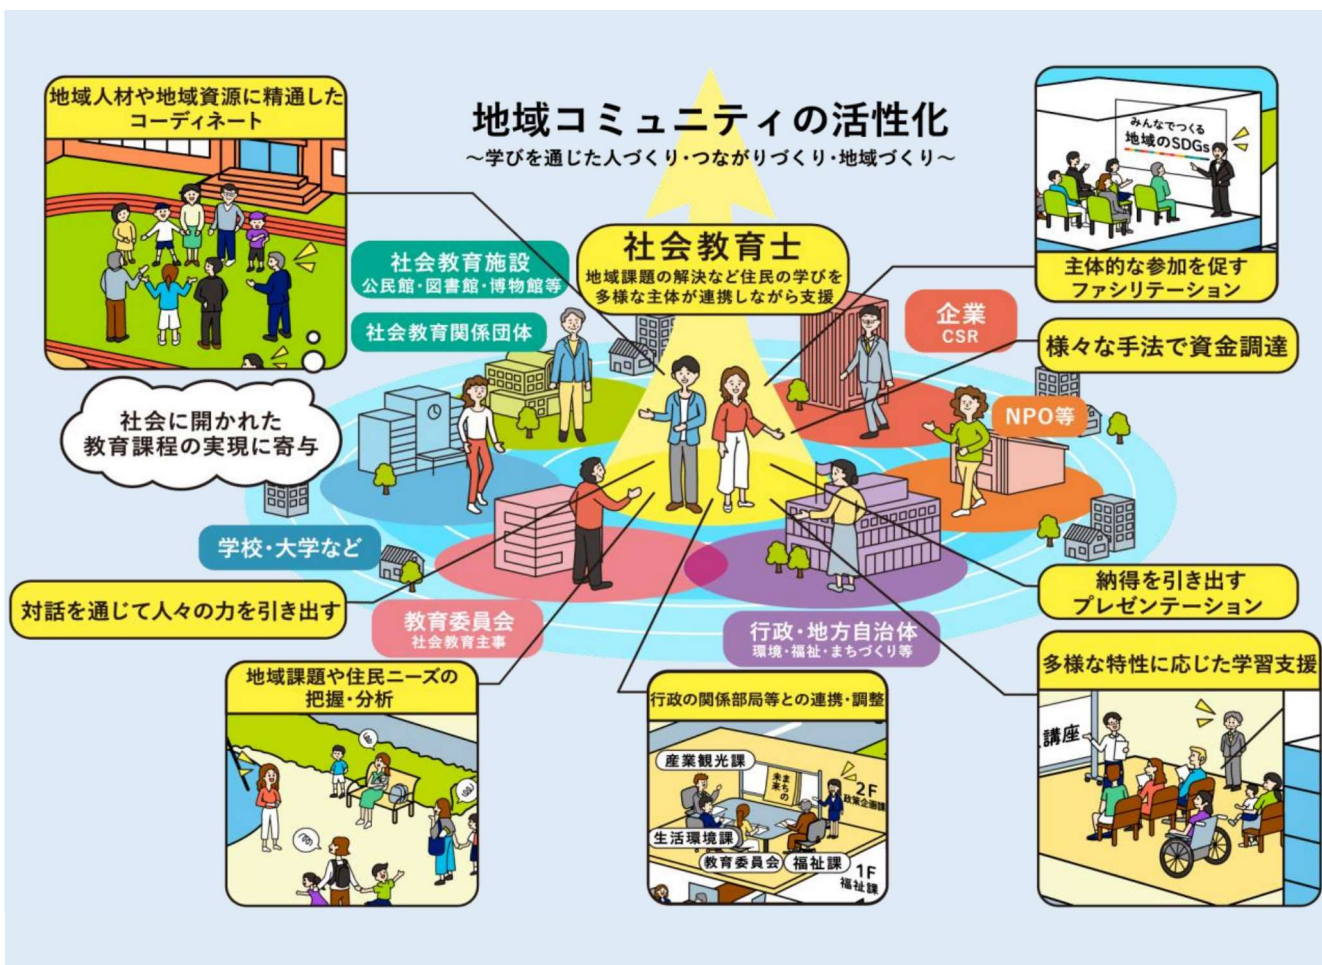 地域コミュニティの活性化
～学びを通じた人づくり・つながりづくり・地域づくり～
地域人材や地域資源に精通した
コーディネート
みんなでつくる
地域のSDGs
主体的な参加を促す
ファシリテーション
社会教育士
地域課題の解決など住民の学びを
多様な主体が連携しながら支援
社会教育施設
公民館・図書館・博物館等
社会教育関係団体
企業
CSR
様々な手法で資金調達
社会に開かれた
教育課程の実現に寄与
NPO等
学校・大学など
対話を通じて人々の力を引き出す
教育委員会
社会教育主事
行政・地方自治体
環境・福祉・まちづくり等
納得を引き出す
プレゼンテーション
地域課題や住民ニーズの
把握・分析
行政の関係部局等との連携・調整
産業観光課
まちの
未来
2F
政策企画課
生活環境課
教育委員会
福祉課
1F
福祉課
多様な特性に応じた学習支援
講座